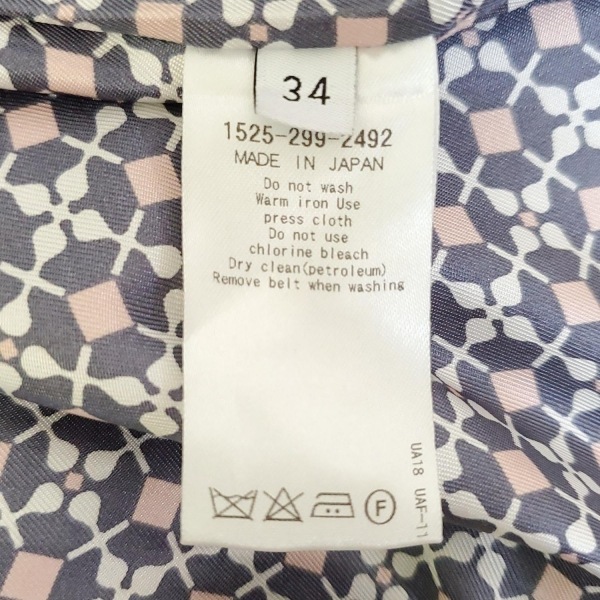 34
1525-299-2492
MADE IN JAPAN
Do not wash
Warm iron Use
press cloth
Do not use
chlorine bleach
Dry clean(petroleum)
Remove belt when washing
F
UA18 UAF-11